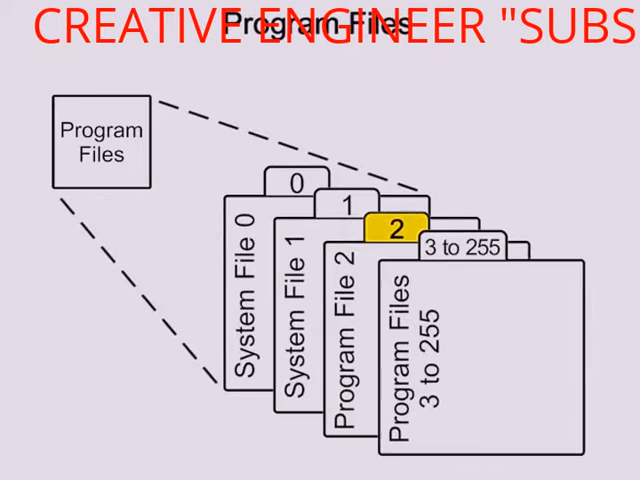 CREATIVE ENGINEER "SUBS
Program Files
Program
Files
0
1
2
3 to 255
System File 0
System File 1
Program File 2
Program Files
3 to 255